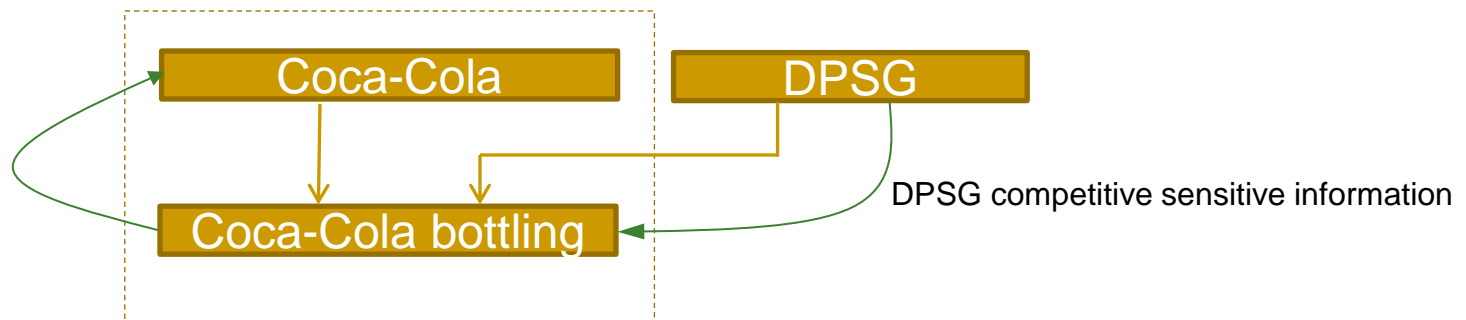 Coca-Cola
DPSG
DPSG competitive sensitive information
Coca-Cola bottling